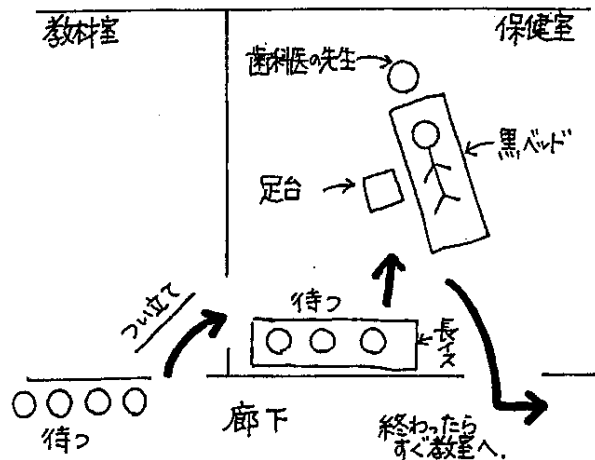 教材室
保健室
歯科医の先生
黒ベッド
足台
つい立て
待つ
長イス
待つ
廊下
終わったら
すぐ教室へ.